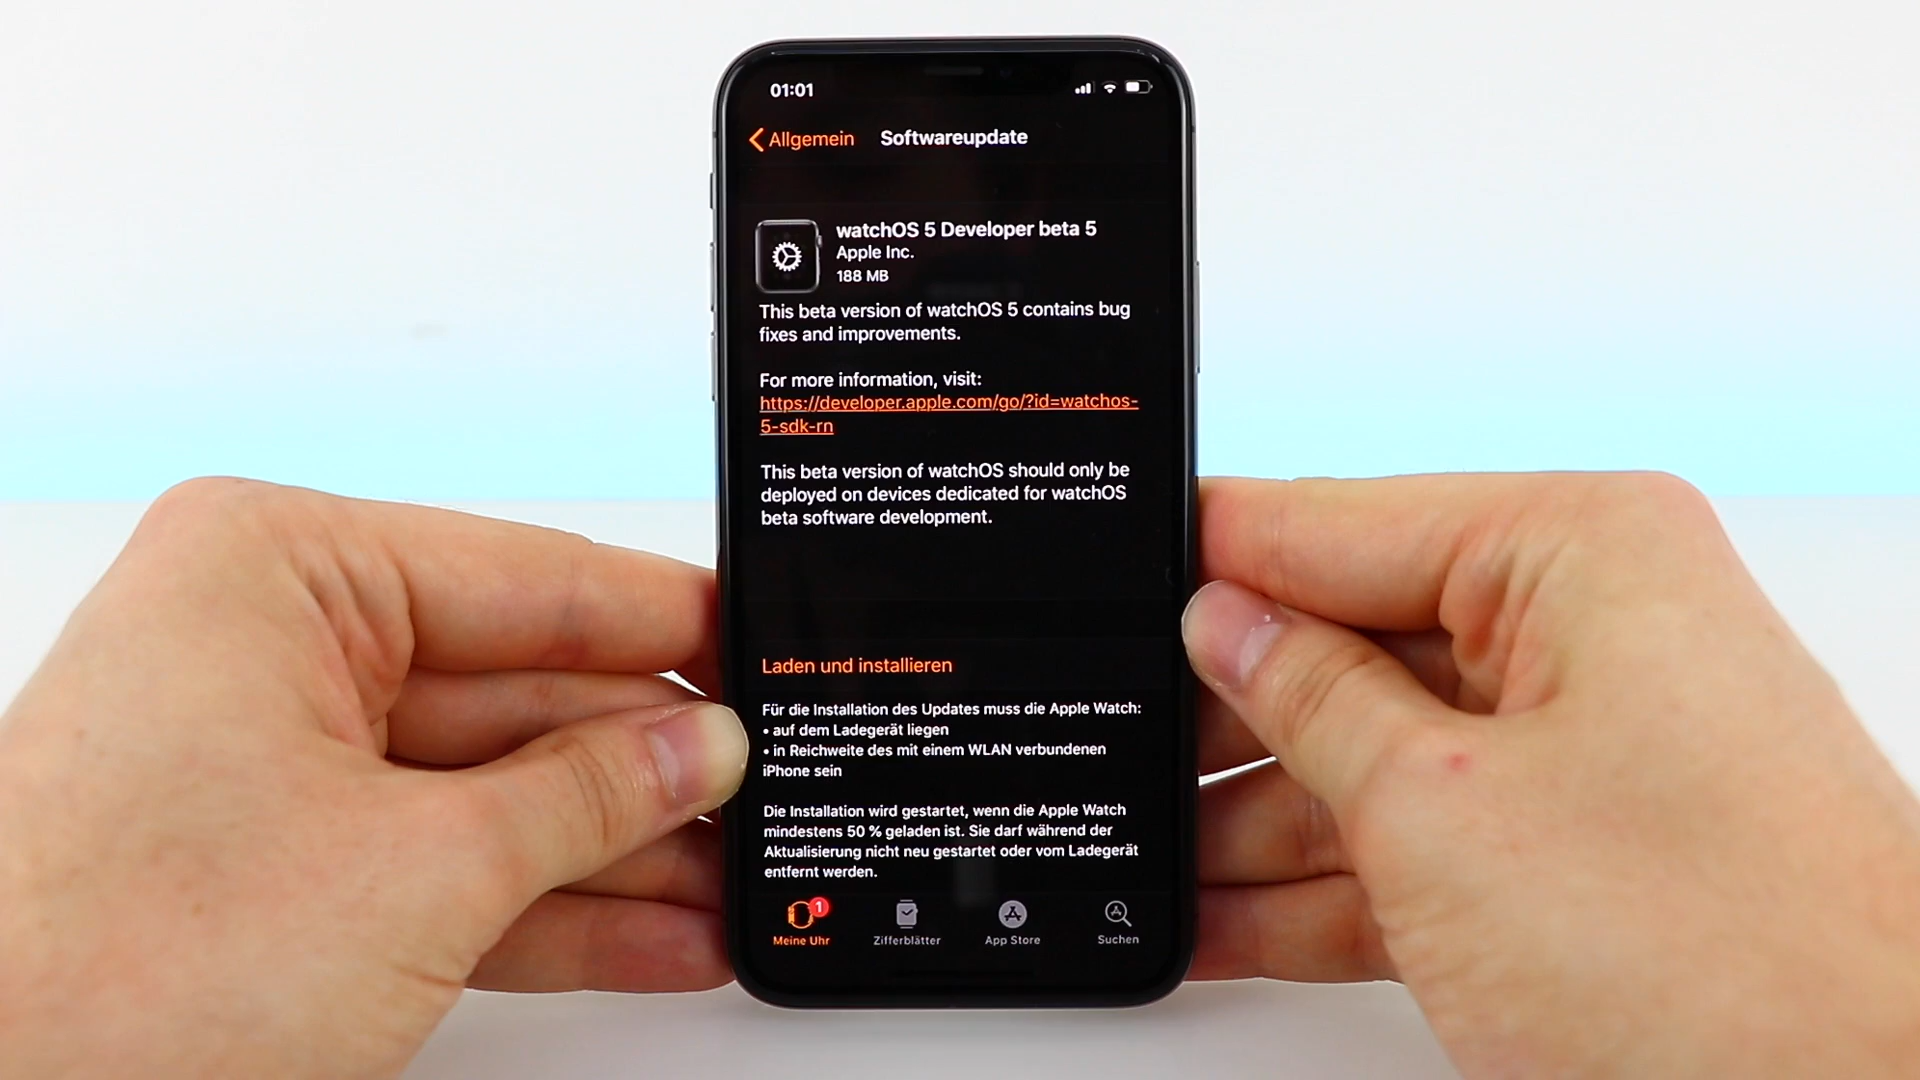 01:01
Allgemein Softwareupdate
watchOS 5 Developer beta 5
Apple Inc.
188 MB
This beta version of watchOS 5 contains bug
fixes and improvements.
For more information, visit:
https://developer.apple.com/go/?id=watchos-
5-sdk-rn
This beta version of watchOS should only be
deployed on devices dedicated for watchOS
beta software development.
Laden und installieren
Für die Installation des Updates muss die Apple Watch:
• auf dem Ladegerät liegen
• in Reichweite des mit einem WLAN verbundenen
iPhone sein
Die Installation wird gestartet, wenn die Apple Watch
mindestens 50 % geladen ist. Sie darf während der
Aktualisierung nicht neu gestartet oder vom Ladegerät
entfernt werden.
1
Meine Uhr Zifferblätter App Store Suchen